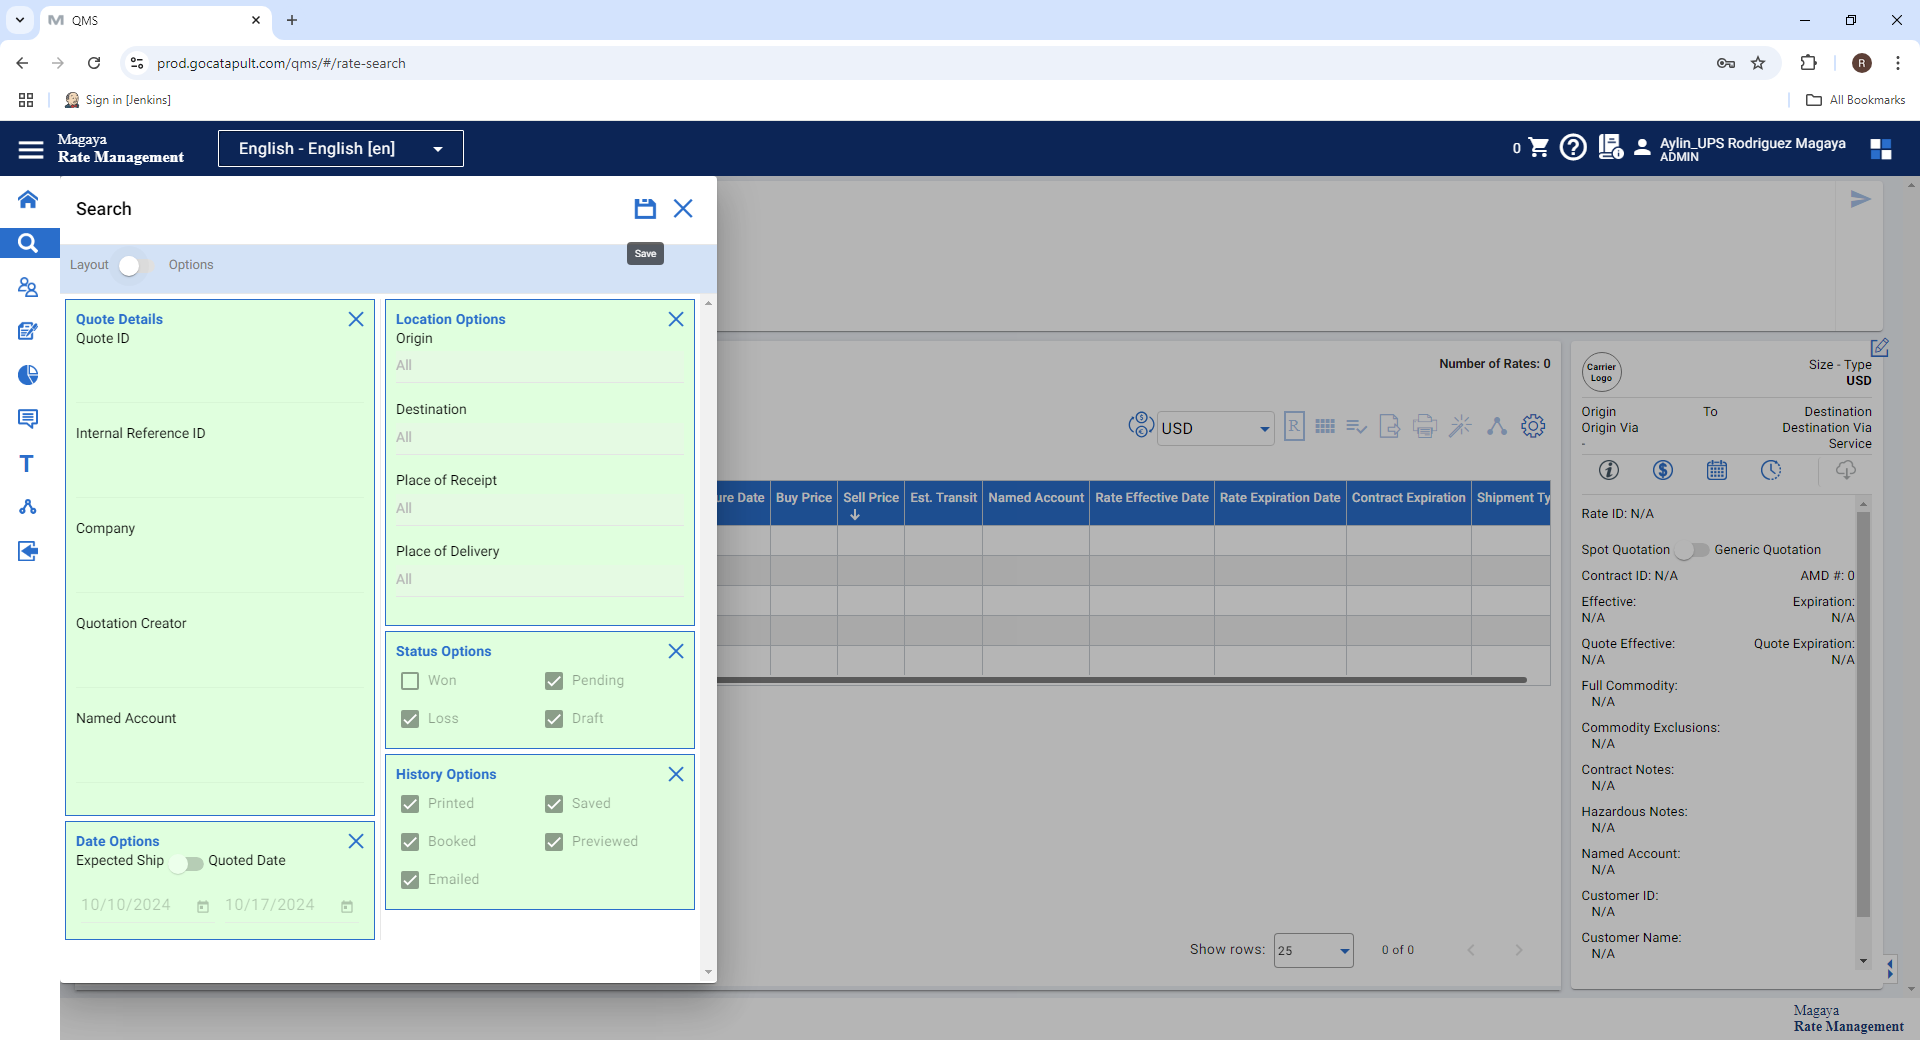 QMS
prod.gocatapult.com/qms/#/rate-search
R
Sign in [Jenkins]
All Bookmarks
Magaya
Rate Management
English - English [en]
0
Aylin_UPS Rodriguez Magaya
ADMIN
Search
Save
Layout
Options
Quote Details
Quote ID
Internal Reference ID
Company
Quotation Creator
Named Account
Date Options
Expected Ship
Quoted Date
10/10/2024
10/17/2024
Location Options
Origin
All
Destination
All
Place of Receipt
All
Place of Delivery
All
Status Options
Won
Pending
Loss
Draft
History Options
Printed
Saved
Booked
Previewed
Emailed
Number of Rates: 0
USD
R
ure Date
Buy Price
Sell Price
Est. Transit
Named Account
Rate Effective Date
Rate Expiration Date
Contract Expiration
Shipment Ty
Show rows:
25
0 of 0
Carrier
Logo
Size - Type
USD
Origin
To
Destination
Origin Via
Destination Via
-
Service
Rate ID: N/A
Spot Quotation
Generic Quotation
Contract ID: N/A
AMD #: 0
Effective:
Expiration:
N/A
N/A
Quote Effective:
Quote Expiration:
N/A
N/A
Full Commodity:
N/A
Commodity Exclusions:
N/A
Contract Notes:
N/A
Hazardous Notes:
N/A
Named Account:
N/A
Customer ID:
N/A
Customer Name:
N/A
Magaya
Rate Management